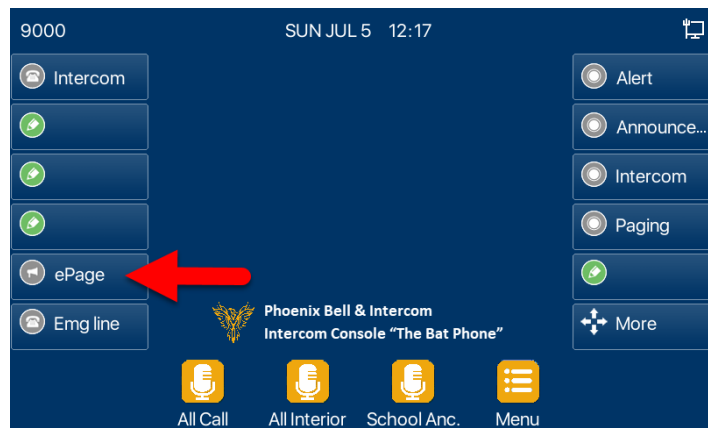 9000
SUN JUL 5 12:17
Intercom
ePage
Emg line
Alert
Announce...
Intercom
Paging
More
Phoenix Bell & Intercom
Intercom Console “The Bat Phone”
All Call
All Interior
School Anc.
Menu